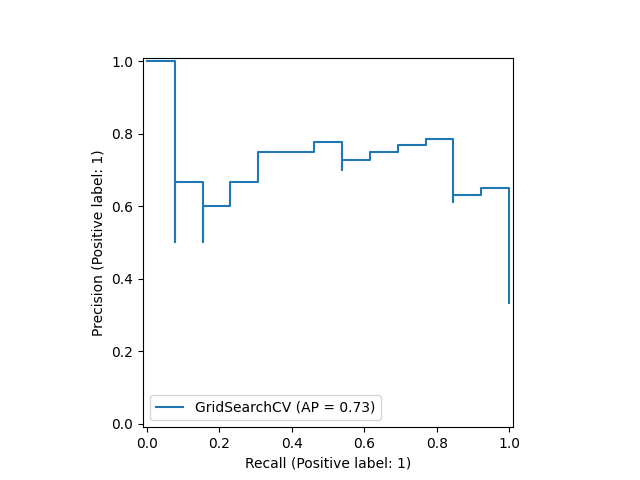 1.0
0.8
0.6
0.4
0.2
0.0
Precision (Positive label: 1)
GridSearchCV (AP = 0.73)
0.0 0.2 0.4 0.6 0.8 1.0
Recall (Positive label: 1)